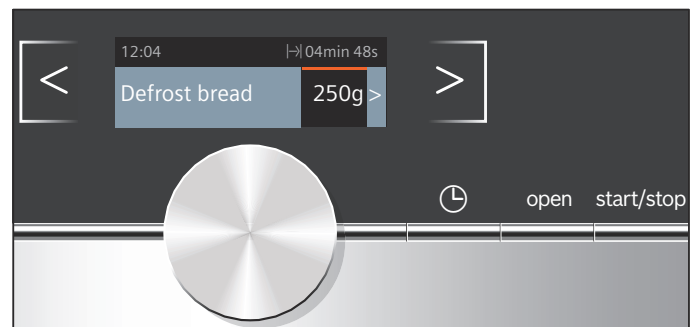 12:04 04min 48s
< Defrost bread 250g > >
open start/stop